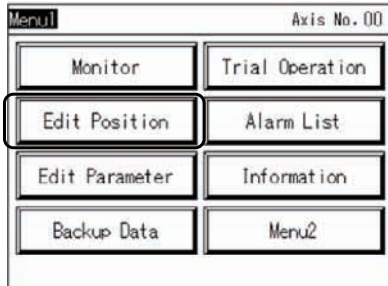 Menu1 Axis No.00
Monitor Trial Operation
Edit Position Alarm List
Edit Parameter Information
Backup Data Menu2